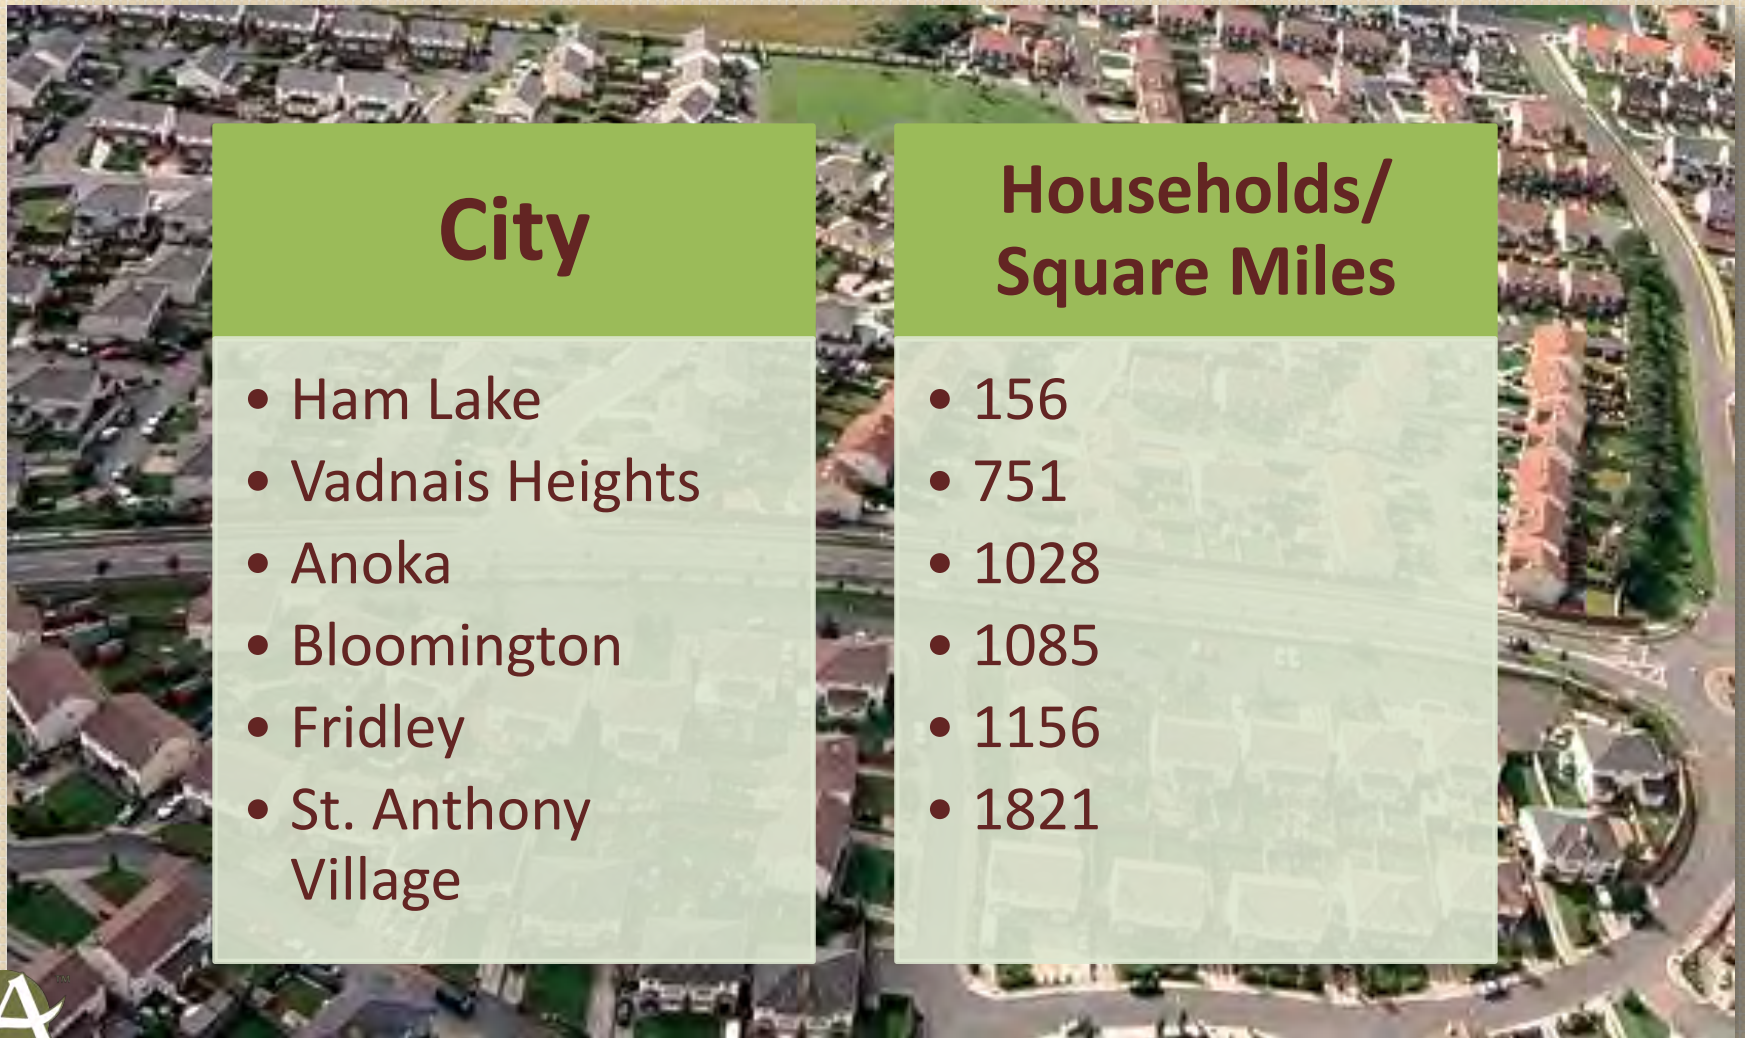 City
• Ham Lake
• Vadnais Heights
• Anoka
• Bloomington
• Fridley
• St. Anthony
Village
Households/
Square Miles
• 156
• 751
• 1028
• 1085
• 1156
• 1821
A
TM